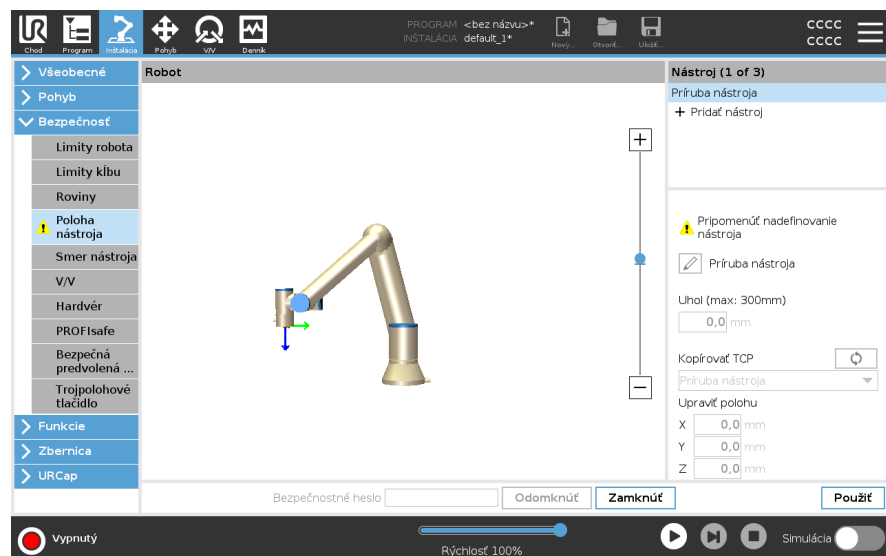 PROGRAM <bez názvu>*
INŠTALÁCIA default_1*
Chod
Program
Inštalácia
Pohyb
V/V
Denník
Nový...
Otvoriť...
Uložiť...
CCCC
CCCC
Všeobecné
Pohyb
Bezpečnosť
Limity robota
Limity kĺbu
Roviny
Poloha
nástroja
Smer nástroja
V/V
Hardvér
PROFIsafe
Bezpečná
predvolená ...
Trojpolohové
tlačidlo
Funkcie
Zbernica
URCap
Robot
Nástroj (1 of 3)
Príruba nástroja
+ Pridať nástroj
Pripomenúť nadefinovanie
nástroja
Príruba nástroja
Uhol (max: 300mm)
0,0 mm
Kopírovať TCP
Príruba nástroja
Upraviť polohu
X 0,0 mm
Y 0,0 mm
Z 0,0 mm
Bezpečnostné heslo
Odomknúť
Zamknúť
Použiť
Vypnutý
Rýchlosť 100%
Simulácia